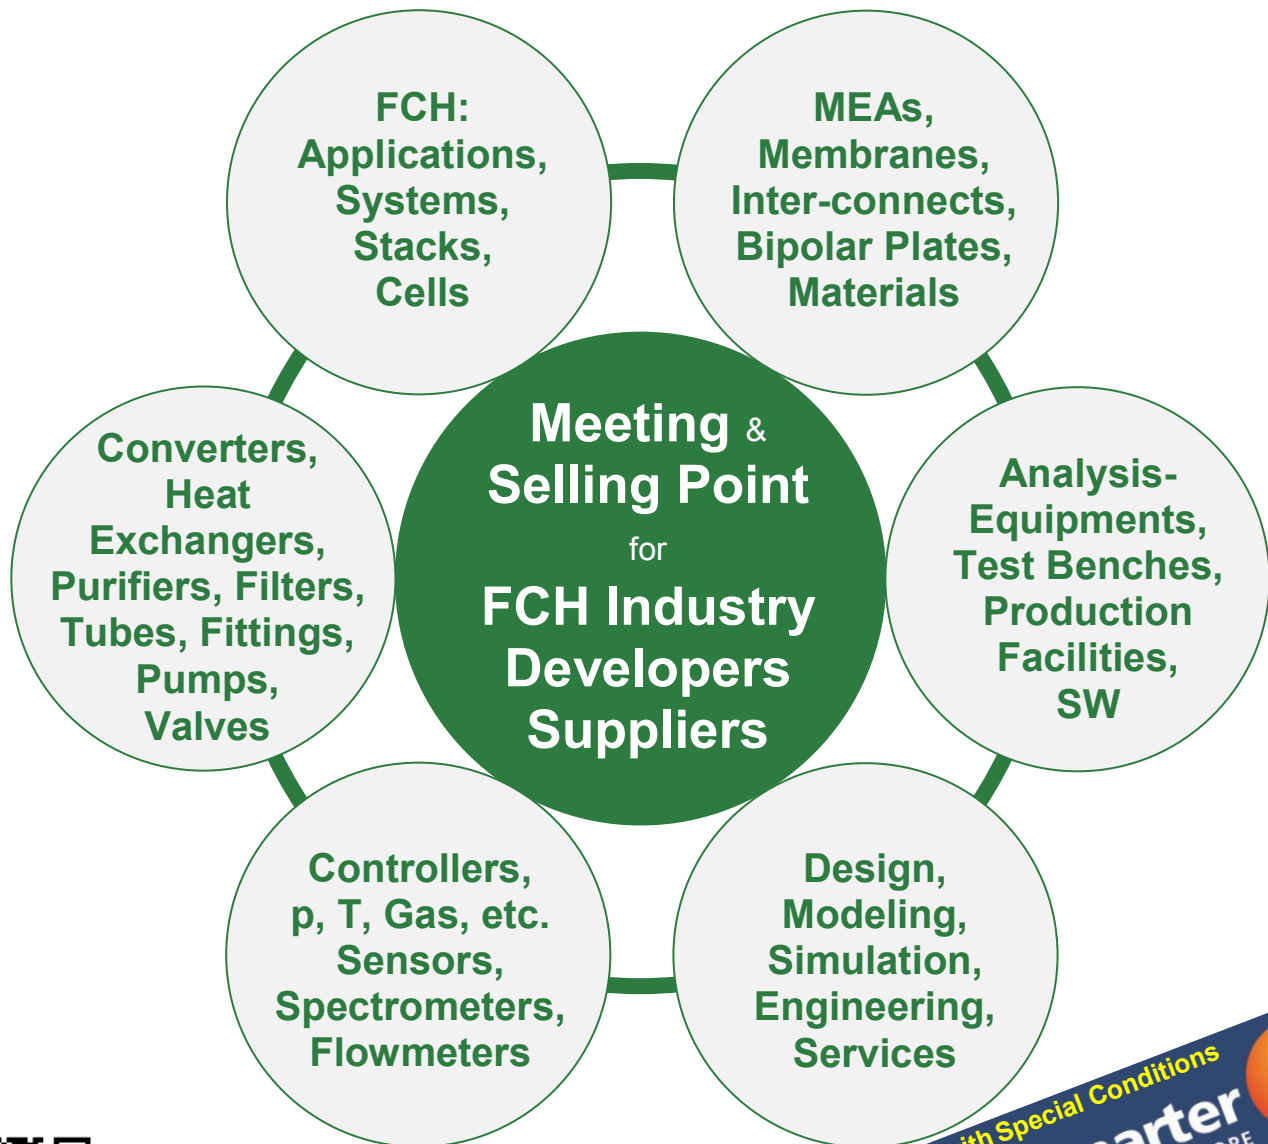 FCH:
Applications,
Systems,
Stacks,
Cells
MEAs,
Membranes,
Inter-connects,
Bipolar Plates,
Materials
Converters,
Heat
Exchangers,
Purifiers, Filters,
Tubes, Fittings,
Pumps,
Valves
Meeting &
Selling Point
for
FCH Industry
Developers
Suppliers
Analysis-
Equipments,
Test Benches,
Production
Facilities,
SW
Controllers,
p, T, Gas, etc.
Sensors,
Spectrometers,
Flowmeters
Design,
Modeling,
Simulation,
Engineering,
Services
Special Conditions